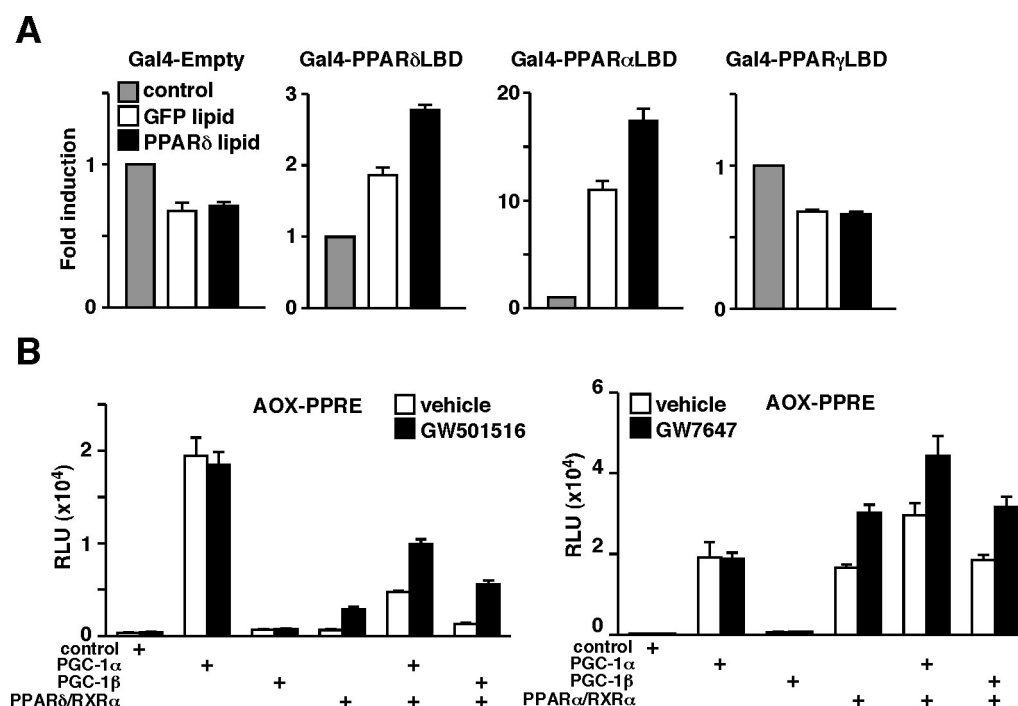 A
Gal4-Empty
Gal4-PPARδLBD
Gal4-PPARαLBD
Gal4-PPARγLBD
control
GFP lipid
PPARδ lipid
Fold induction
1
0
3
2
1
0
20
10
0
1
0
B
AOX-PPRE
vehicle
GW501516
RLU (x10⁴)
2
1
0
control +
PGC-1α + +
PGC-1β + +
PPARδ/RXRα + + +
vehicle
GW7647
AOX-PPRE
RLU (x10⁴)
6
4
2
0
control +
PGC-1α + +
PGC-1β + +
PPARα/RXRα + + +